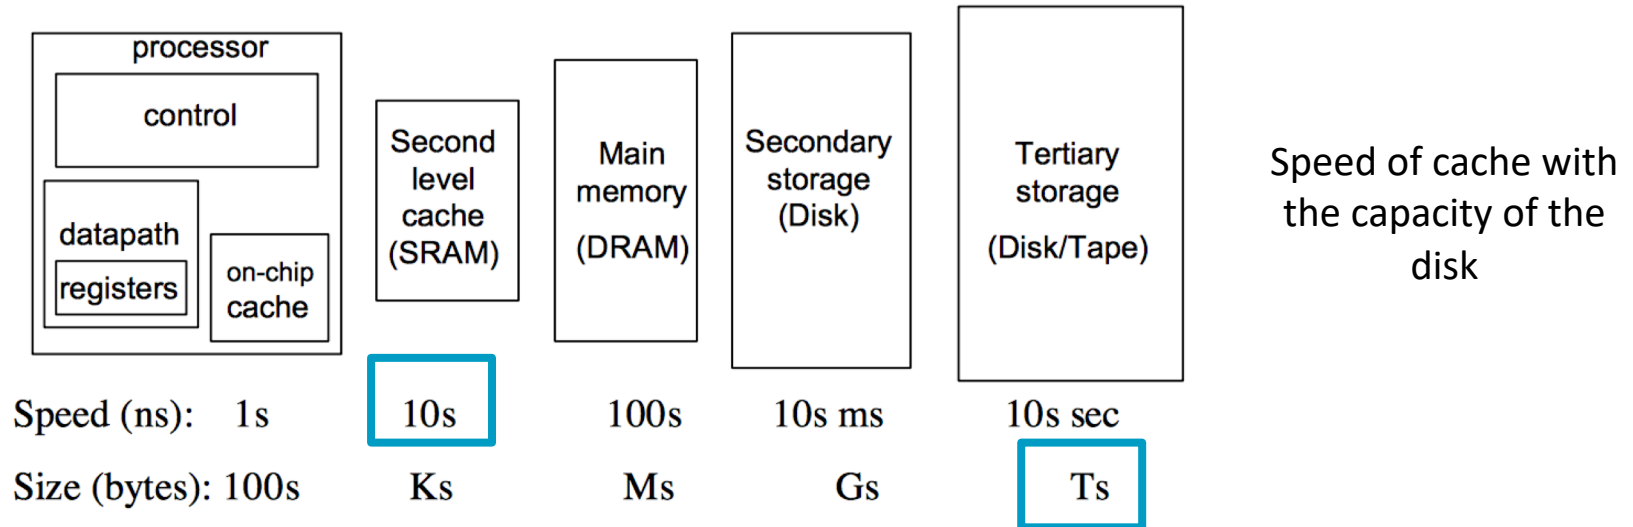 processor
control
datapath
registers
on-chip
cache
Second
level
cache
(SRAM)
Main
memory
(DRAM)
Secondary
storage
(Disk)
Tertiary
storage
(Disk/Tape)
Speed of cache with
the capacity of the
disk
Speed (ns): 1s 10s 100s 10s ms 10s sec
Size (bytes): 100s Ks Ms Gs Ts